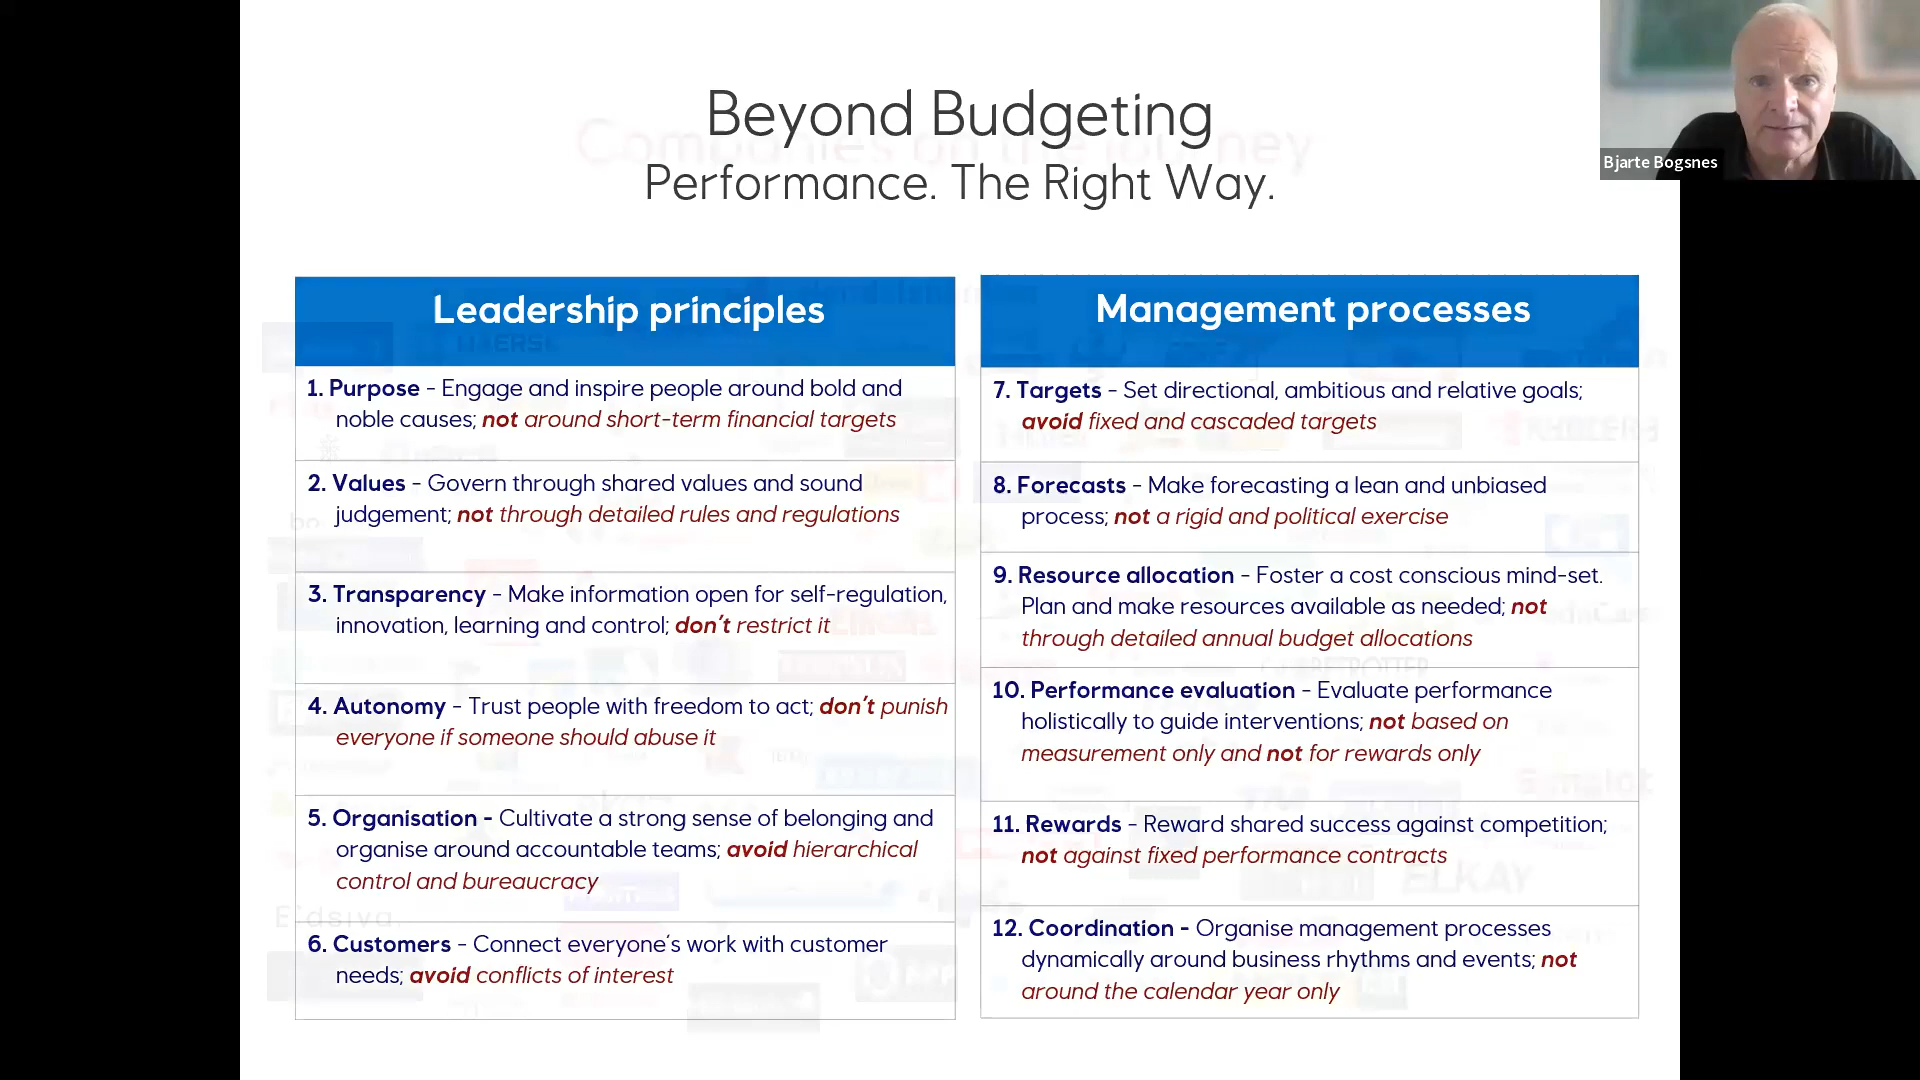 Beyond Budgeting
Companies on the journey
Performance. The Right Way.
Bjarte Bogsnes
Leadership principles
1. Purpose - Engage and inspire people around bold and
noble causes; not around short-term financial targets
2. Values - Govern through shared values and sound
judgement; not through detailed rules and regulations
3. Transparency - Make information open for self-regulation,
innovation, learning and control; don't restrict it
4. Autonomy - Trust people with freedom to act; don't punish
everyone if someone should abuse it
5. Organisation - Cultivate a strong sense of belonging and
organise around accountable teams; avoid hierarchical
control and bureaucracy
Eidsiva
6. Customers - Connect everyone's work with customer
needs; avoid conflicts of interest
Management processes
7. Targets - Set directional, ambitious and relative goals;
avoid fixed and cascaded targets
8. Forecasts - Make forecasting a lean and unbiased
process; not a rigid and political exercise
9. Resource allocation - Foster a cost conscious mind-set.
Plan and make resources available as needed; not
through detailed annual budget allocations
10. Performance evaluation - Evaluate performance
holistically to guide interventions; not based on
measurement only and not for rewards only
11. Rewards - Reward shared success against competition;
not against fixed performance contracts
ELKAY
12. Coordination - Organise management processes
dynamically around business rhythms and events; not
around the calendar year only